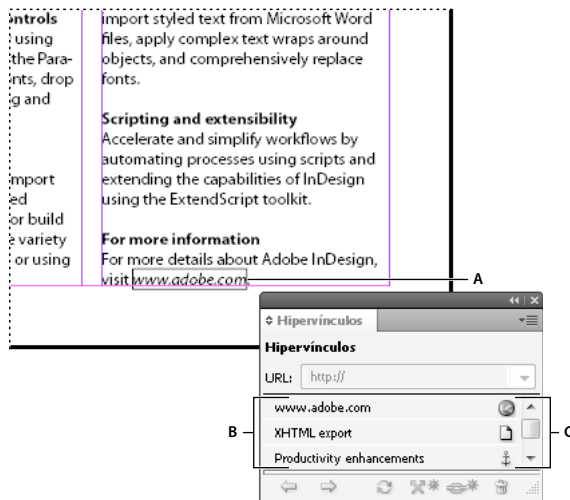 ntrols
using
the Para-
nts, drop
g and
mport
ed
or build
e variety
or using
import styled text from Microsoft Word
files, apply complex text wraps around
objects, and comprehensively replace
fonts.
Scripting and extensibility
Accelerate and simplify workflows by
automating processes using scripts and
extending the capabilities of InDesign
using the ExtendScript toolkit.
For more information
For more details about Adobe InDesign,
visit www.adobe.com.
A
Hipervínculos
Hipervínculos
URL: http://
www.adobe.com
B
XHTML export
C
Productivity enhancements